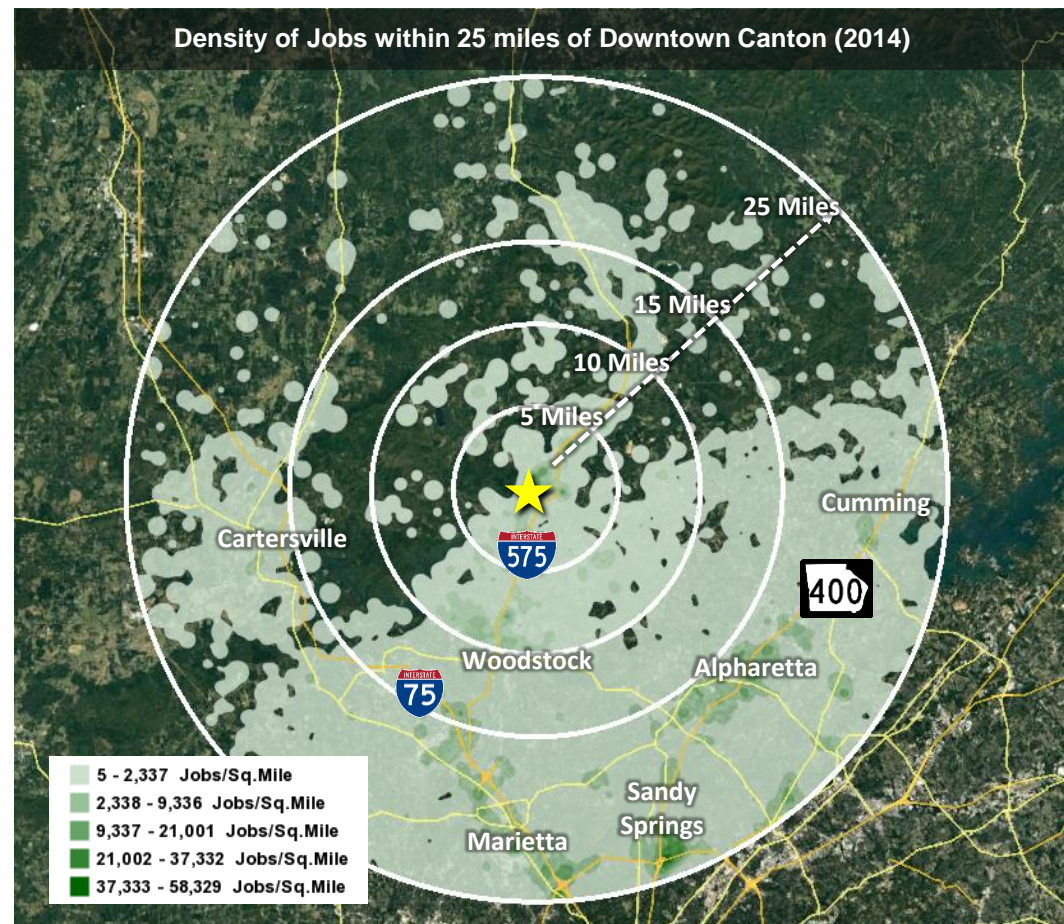 Density of Jobs within 25 miles of Downtown Canton (2014)
25 Miles
15 Miles
10 Miles
5 Miles
Cumming
Cartersville
INTERSTATE
575
400
Woodstock
Alpharetta
INTERSTATE
75
5 - 2,337 Jobs/Sq.Mile
2,338 - 9,336 Jobs/Sq.Mile
9,337 - 21,001 Jobs/Sq.Mile
21,002 - 37,332 Jobs/Sq.Mile
37,333 - 58,329 Jobs/Sq.Mile
Sandy
Springs
Marietta